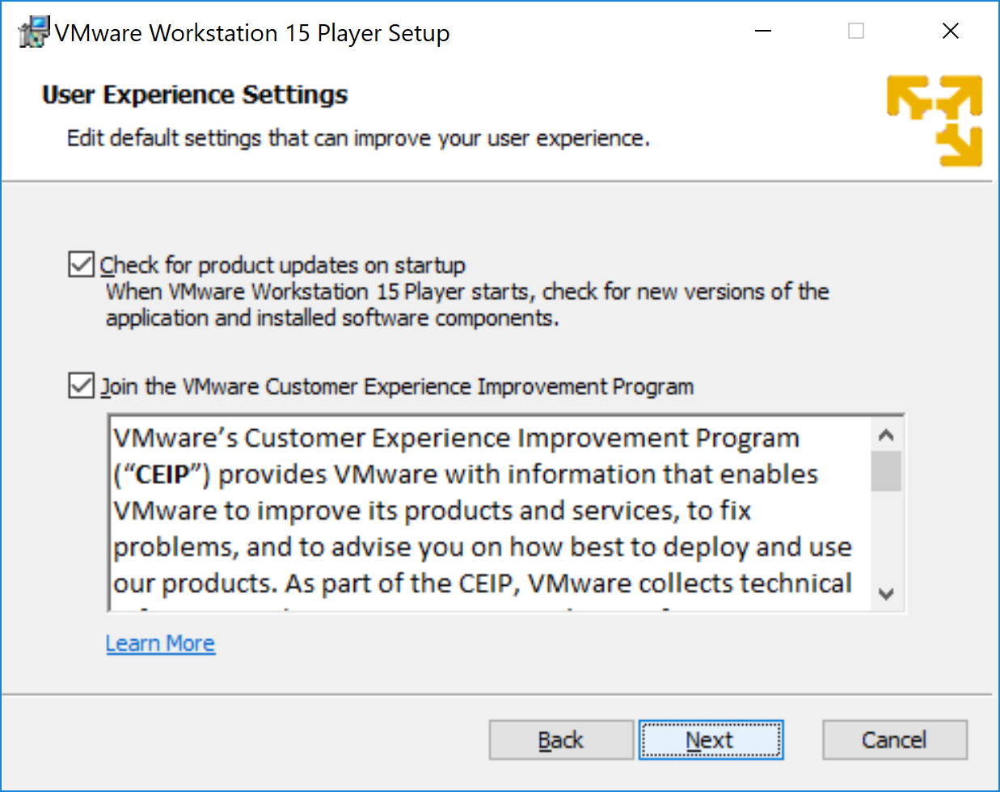 VMware Workstation 15 Player Setup
User Experience Settings
Edit default settings that can improve your user experience.
Check for product updates on startup
When VMware Workstation 15 Player starts, check for new versions of the
application and installed software components.
Join the VMware Customer Experience Improvement Program
VMware’s Customer Experience Improvement Program
(“CEIP”) provides VMware with information that enables
VMware to improve its products and services, to fix
problems, and to advise you on how best to deploy and use
our products. As part of the CEIP, VMware collects technical
Learn More
Back
Next
Cancel